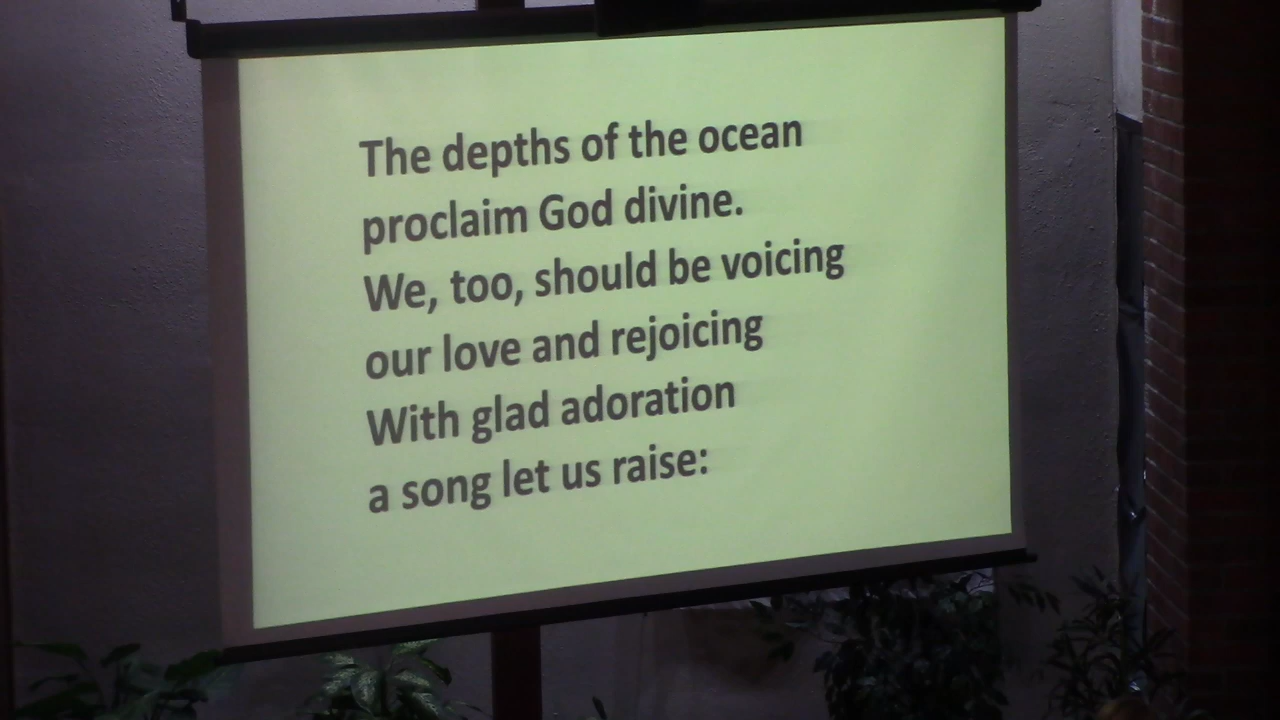 The depths of the ocean
proclaim God divine.
We, too, should be voicing
our love and rejoicing
With glad adoration
a song let us raise: